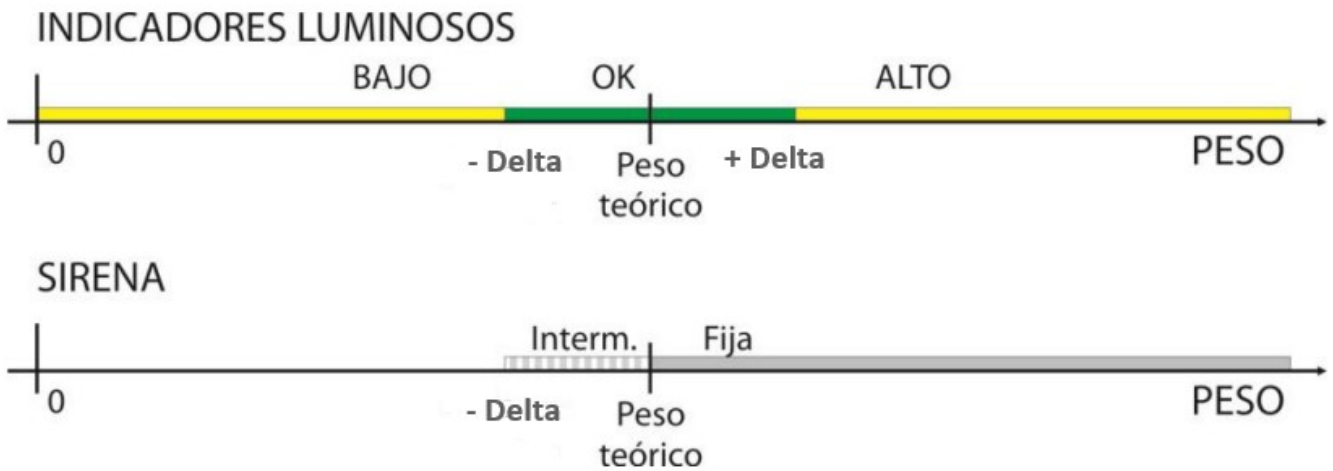 INDICADORES LUMINOSOS
BAJO OK ALTO
0 - Delta Peso + Delta PESO
teórico
SIRENA
Interm. Fija
0 - Delta Peso PESO
teórico